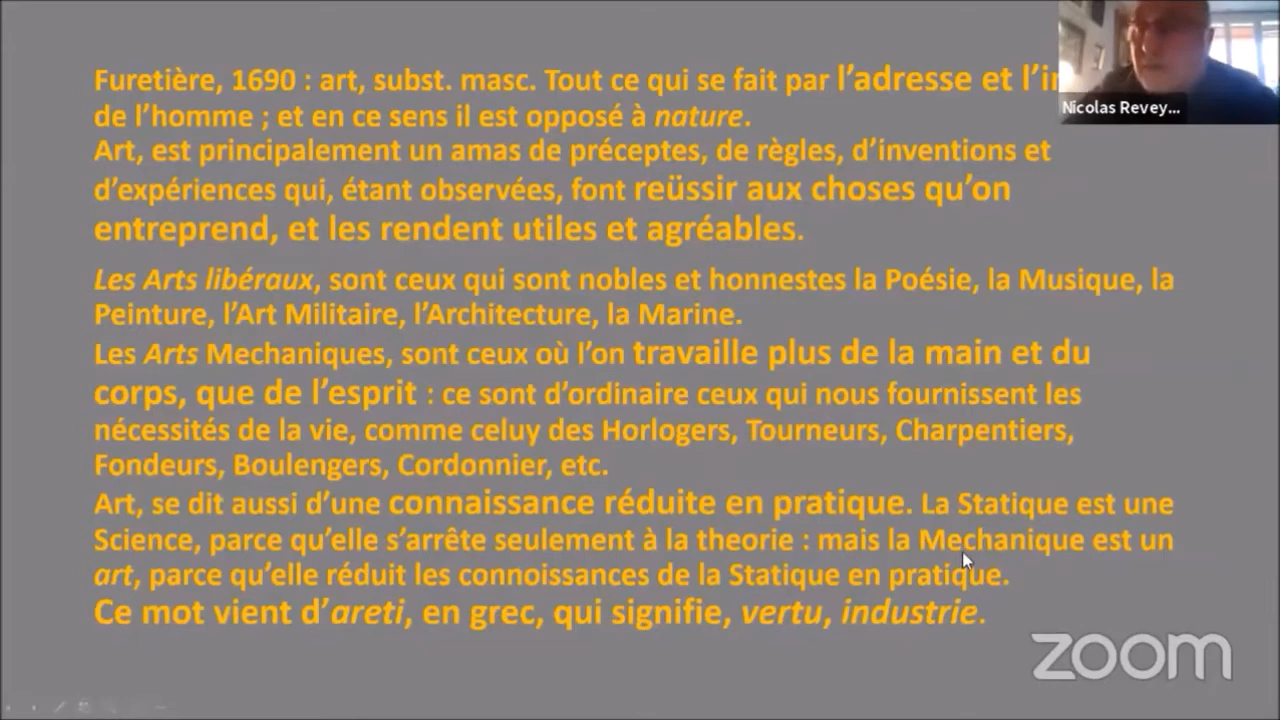 Furetière, 1690 : art, subst. masc. Tout ce qui se fait par l’adresse et
de l’homme ; et en ce sens il est opposé à nature.
Art, est principalement un amas de préceptes, de règles, d’inventions et
d’expériences qui, étant observées, font reüssir aux choses qu’on
entreprend, et les rendent utiles et agréables.
Les Arts libéraux, sont ceux qui sont nobles et honnestes la Poésie, la Musique, la
Peinture, l’Art Militaire, l’Architecture, la Marine.
Les Arts Mechaniques, sont ceux où l’on travaille plus de la main et du
corps, que de l’esprit : ce sont d’ordinaire ceux qui nous fournissent les
nécessités de la vie, comme celuy des Horlogers, Tourneurs, Charpentiers,
Fondeurs, Boulengers, Cordonnier, etc.
Art, se dit aussi d’une connaissance réduite en pratique. La Statique est une
Science, parce qu’elle s’arrête seulement à la theorie : mais la Mechanique est un
art, parce qu’elle réduit les connoissances de la Statique en pratique.
Ce mot vient d’areti, en grec, qui signifie, vertu, industrie.
Nicolas Revey...
zoom